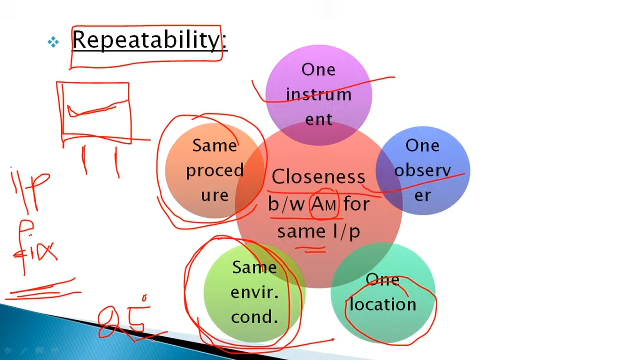 Repeatability:
One
instrum
ent
Same
proced
ure
One
observ
er
Closeness
b/w AM for
same I/p
Same
envir.
cond.
One
location
i/p
fix